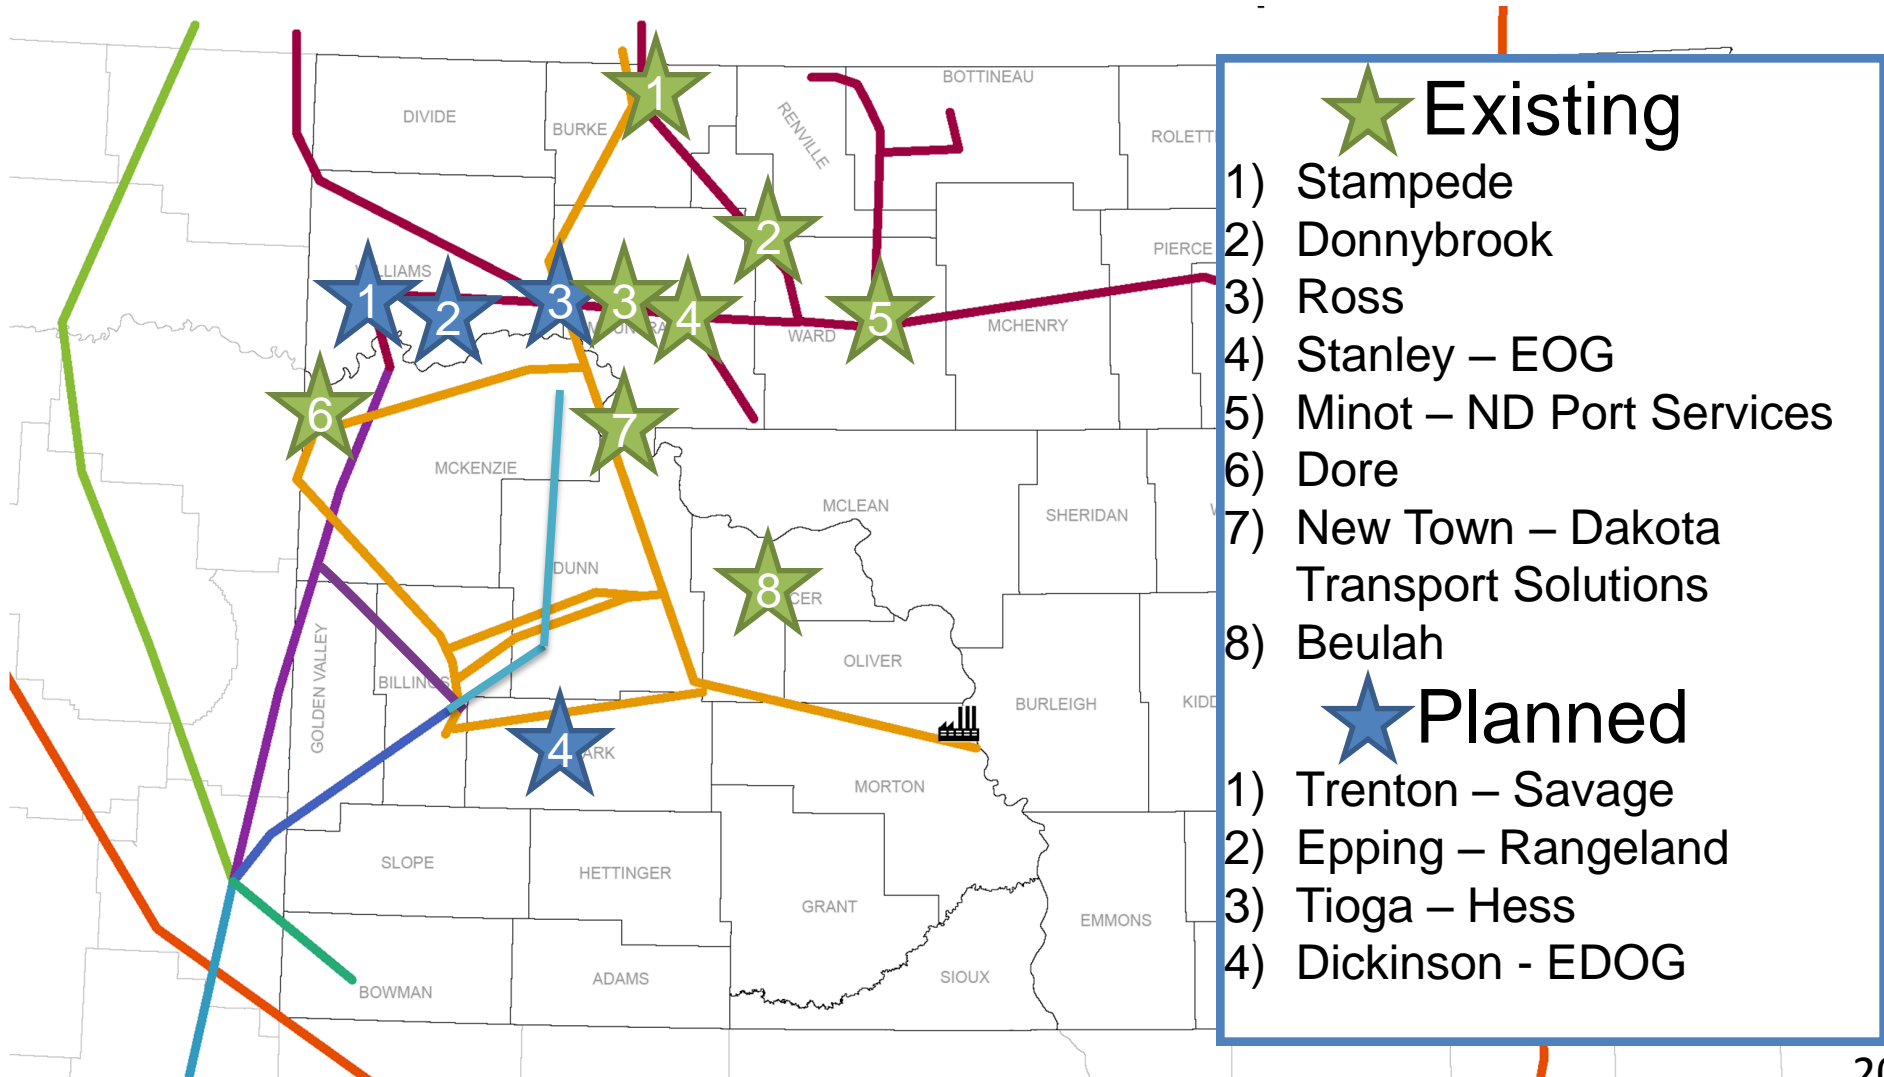 BOTTINEAU
DIVIDE
BURKE
RENVILLE
1
2
WILLIAMS
1
2
3
3
4
5
WARD
MCHENRY
PIERCE
6
7
MCKENZIE
MCLEAN
SHERIDAN
DUNN
8
GOLDEN VALLEY
BILLINGS
OLIVER
BURLEIGH
4
MORTON
SLOPE
HETTINGER
GRANT
EMMONS
BOWMAN
ADAMS
SIOUX
Existing
1) Stampede
2) Donnybrook
3) Ross
4) Stanley – EOG
5) Minot – ND Port Services
6) Dore
7) New Town – Dakota
Transport Solutions
8) Beulah
Planned
1) Trenton – Savage
2) Epping – Rangeland
3) Tioga – Hess
4) Dickinson - EDOG